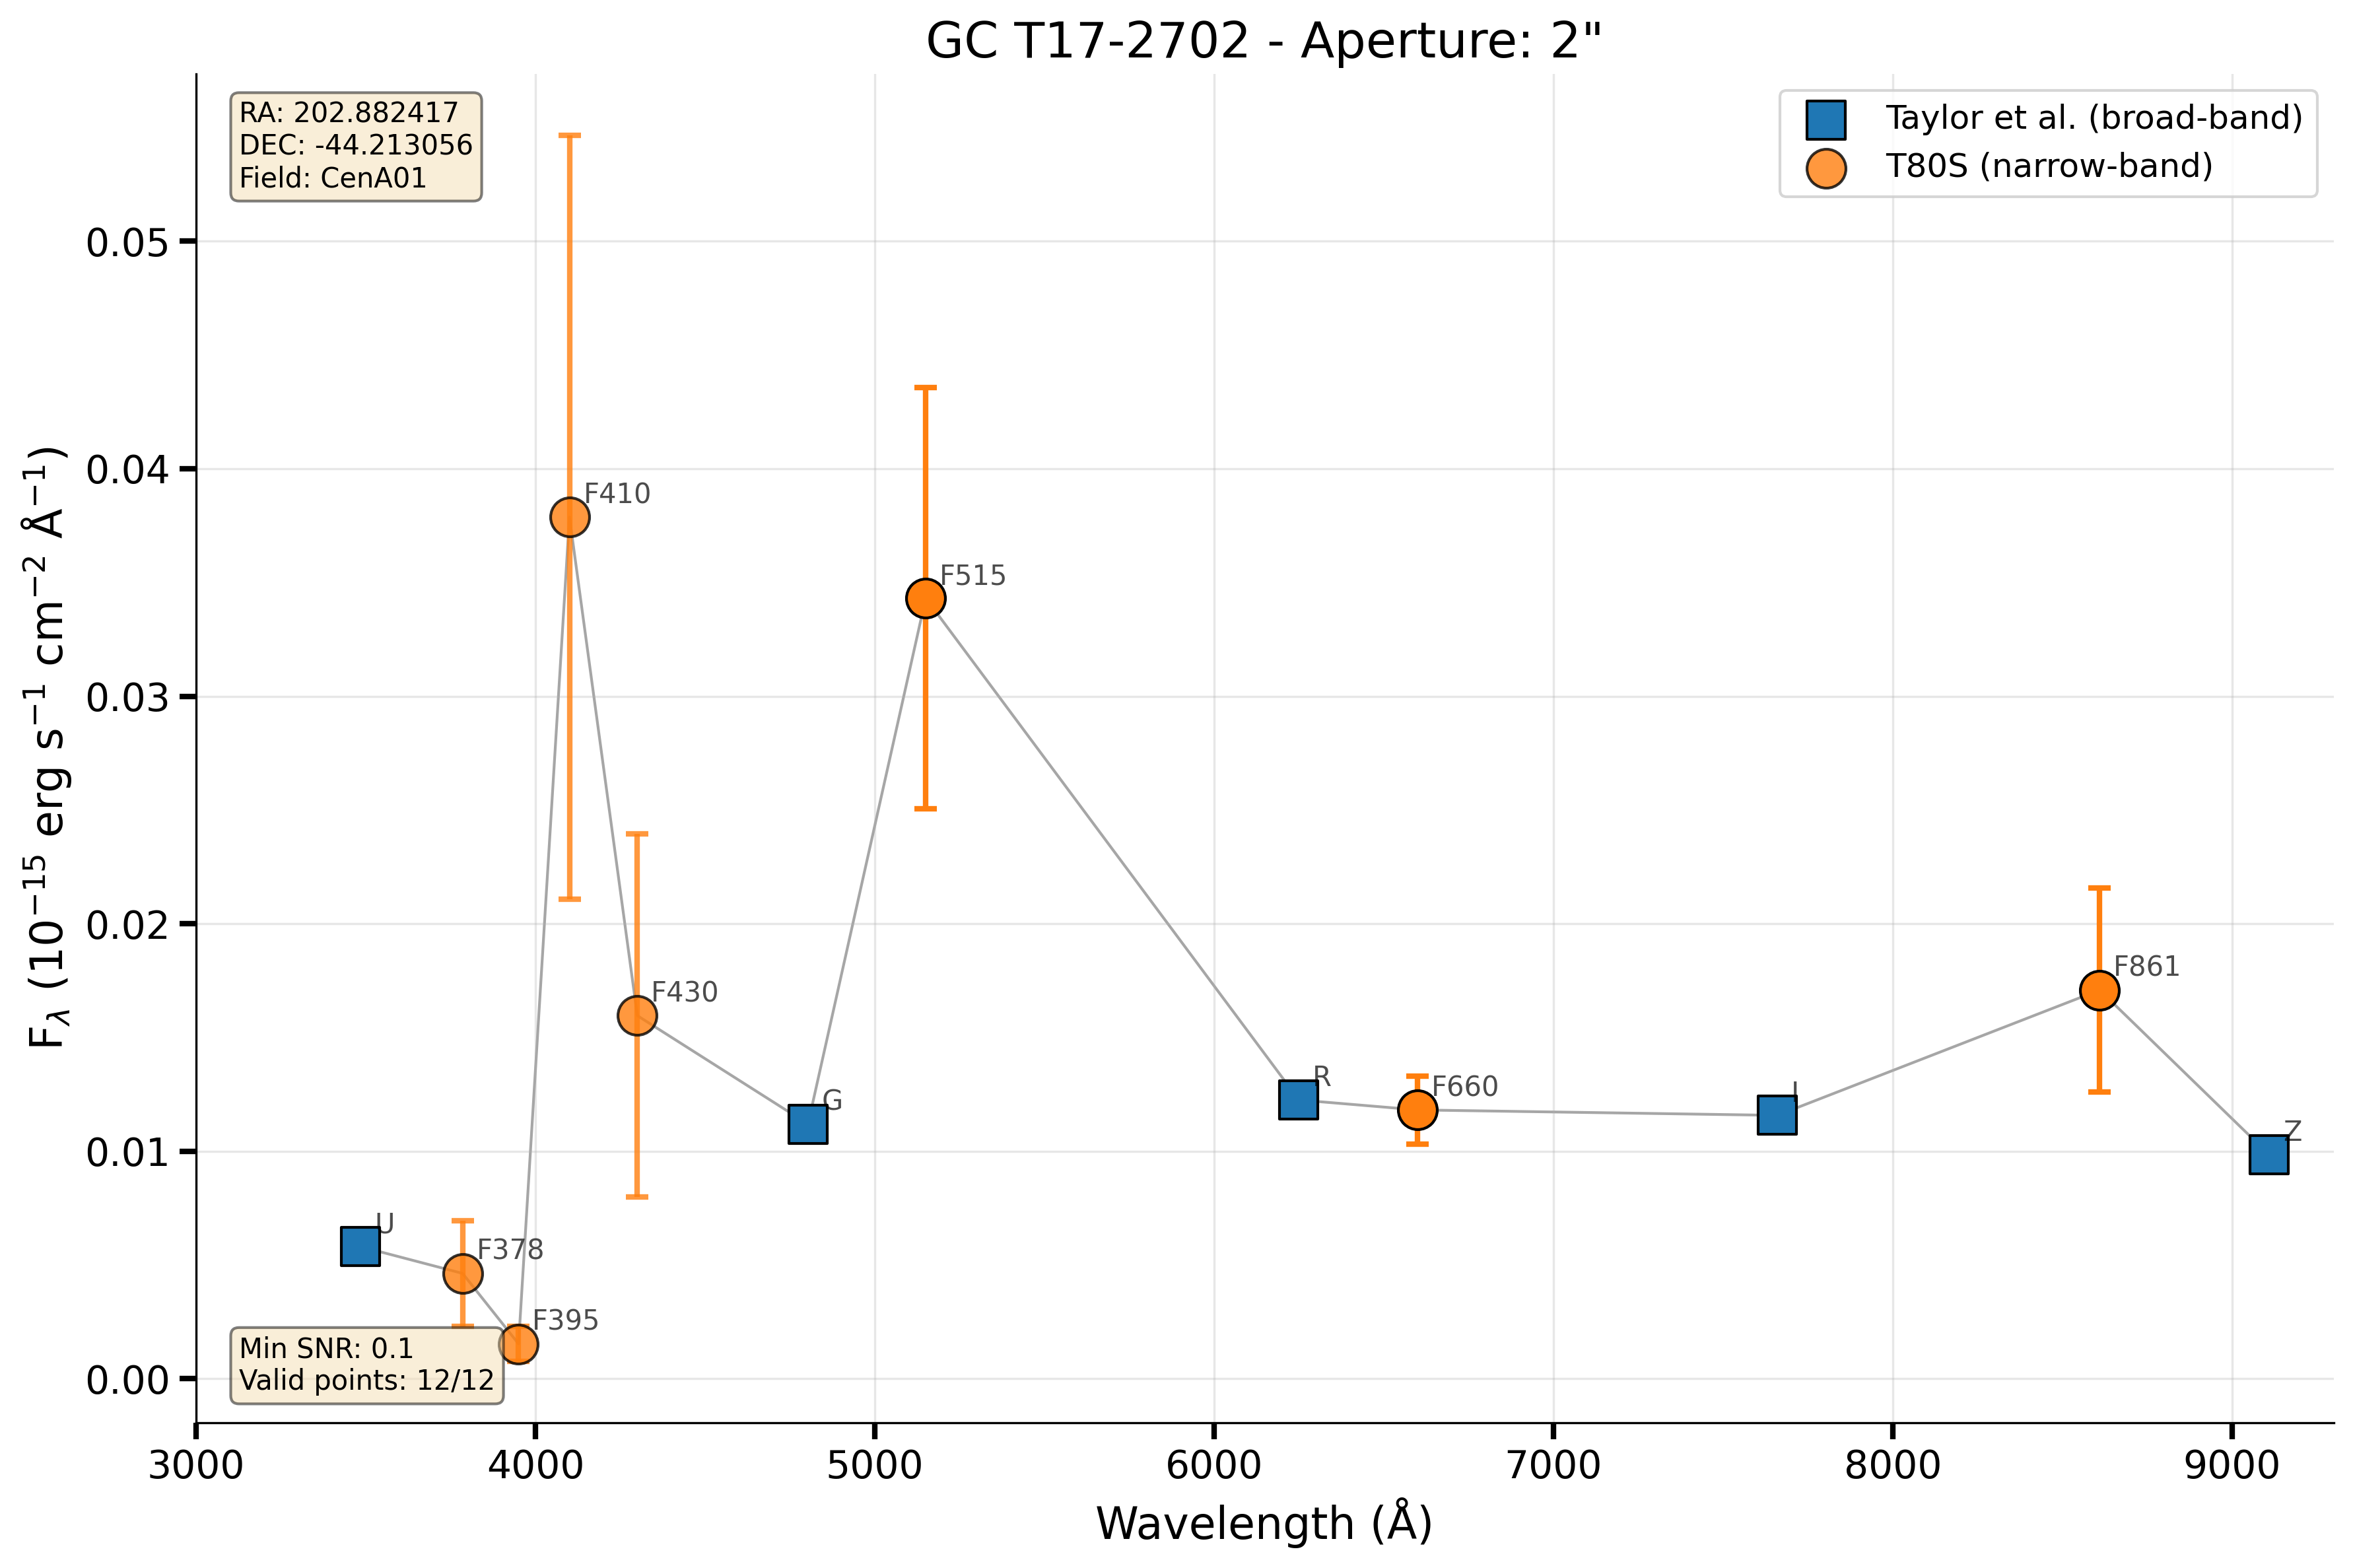 GC T17-2702 - Aperture: 2"
RA: 202.882417
DEC: -44.213056
Field: CenA01
Taylor et al. (broad-band)
T80S (narrow-band)
F$_λ$ (10⁻¹⁵ erg s⁻¹ cm⁻² Å⁻¹)
0.05
0.04
0.03
0.02
0.01
0.00
F410
F515
F430
F861
G
R
F660
I
Z
U
F378
F395
Min SNR: 0.1
Valid points: 12/12
3000 4000 5000 6000 7000 8000 9000
Wavelength (Å)